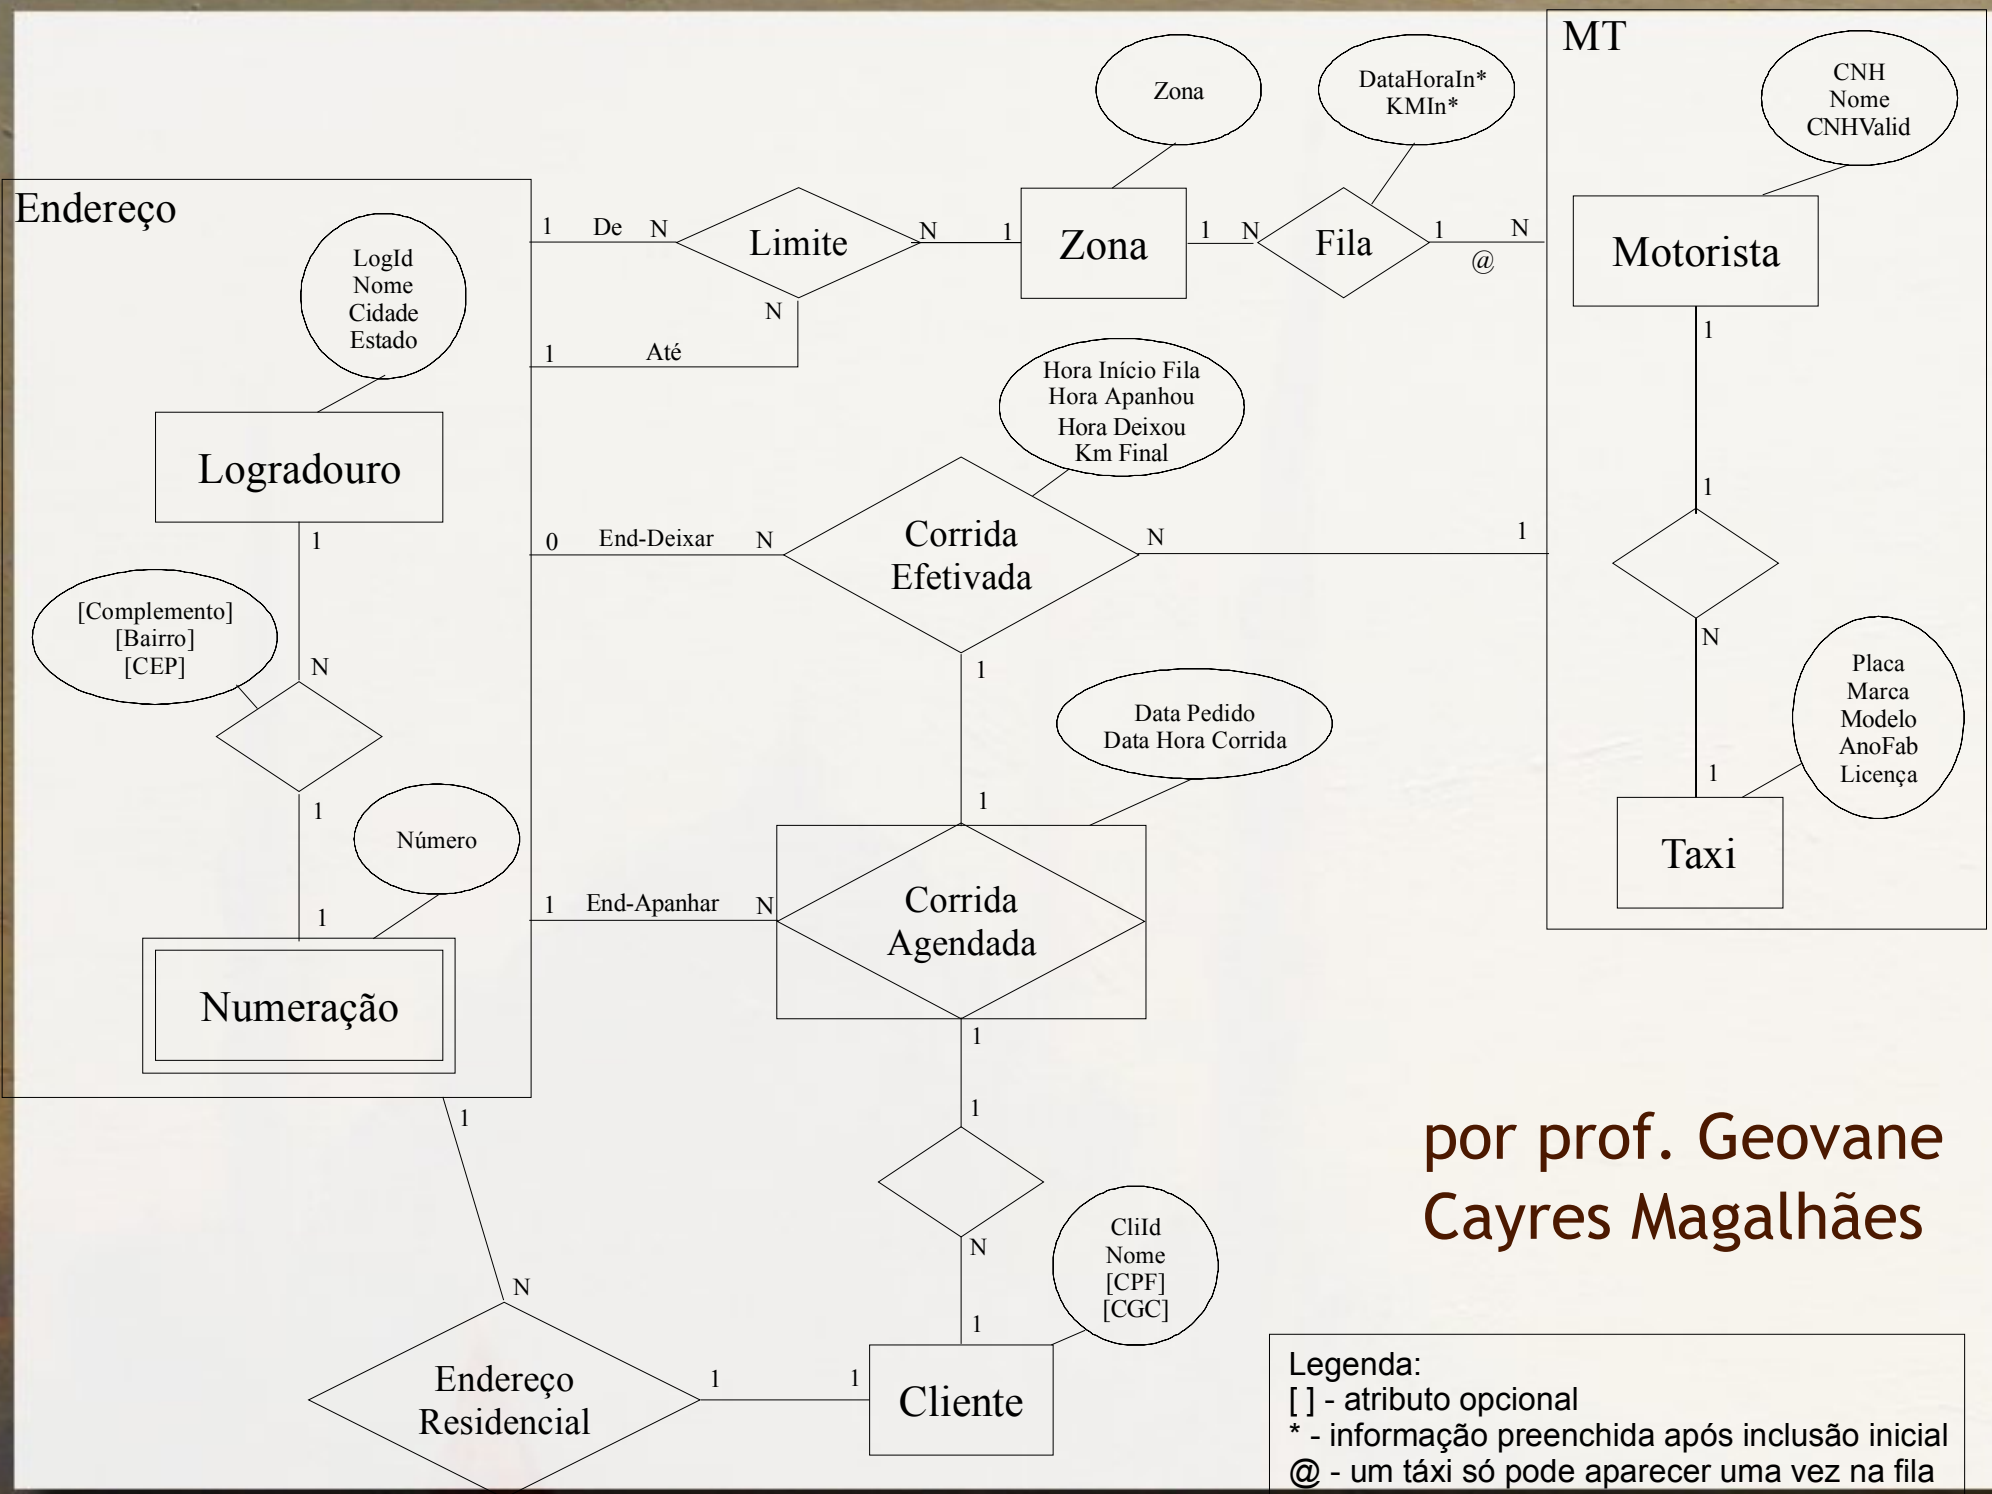 MT
Zona
DataHoraIn*
KMIn*
CNH
Nome
CNHValid
Endereço
LogId
Nome
Cidade
Estado
1 De N
Limite
N 1
Zona
1 N
Fila
1 N
@
Motorista
N
1 Até
1
Hora Início Fila
Hora Apanhou
Hora Deixou
Km Final
Logradouro
1
1
0 End-Deixar N
Corrida
Efetivada
N 1
[Complemento]
[Bairro]
[CEP]
N
1
N
Placa
Marca
Modelo
AnoFab
Licença
Data Pedido
Data Hora Corrida
1
1
1
Número
Taxi
1
1 End-Apanhar N
Corrida
Agendada
Numeração
1
1
1
N
por prof. Geovane
Cayres Magalhães
CliId
Nome
[CPF]
[CGC]
N
1
Endereço
Residencial
1 1
Cliente
Legenda:
[ ] - atributo opcional
* - informação preenchida após inclusão inicial
@ - um táxi só pode aparecer uma vez na fila